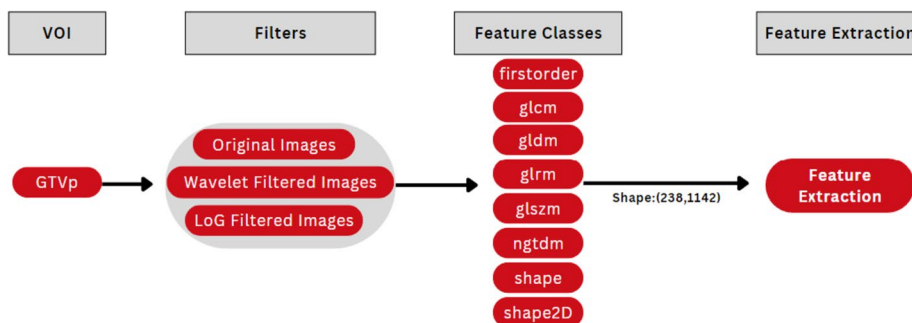 VOI
Filters
Feature Classes
Feature Extraction
GTVp
Original Images
Wavelet Filtered Images
LoG Filtered Images
firstorder
glcm
gldm
glrm
glszm
ngtdm
shape
shape2D
Shape:(238,1142)
Feature
Extraction